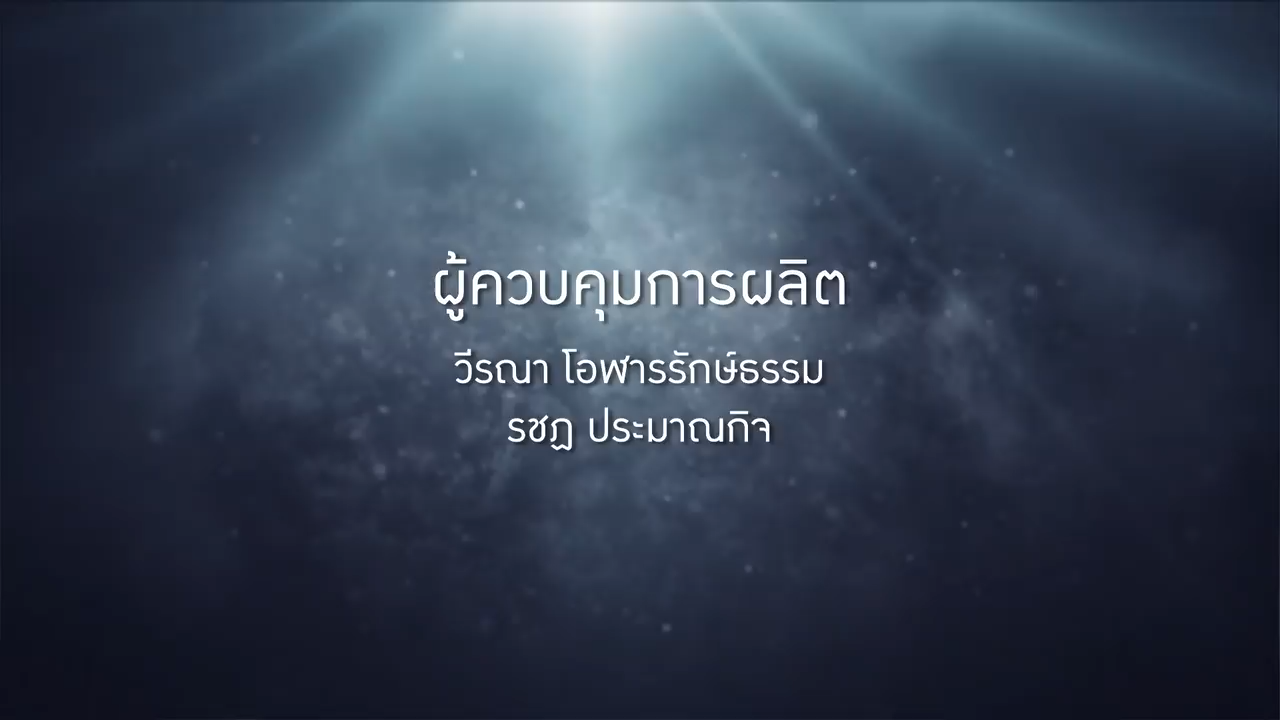 ผู้ควบคุมการผลิต
วีรณา โอฬารรักษ์ธรรม
รชฏ ประมาณกิจ